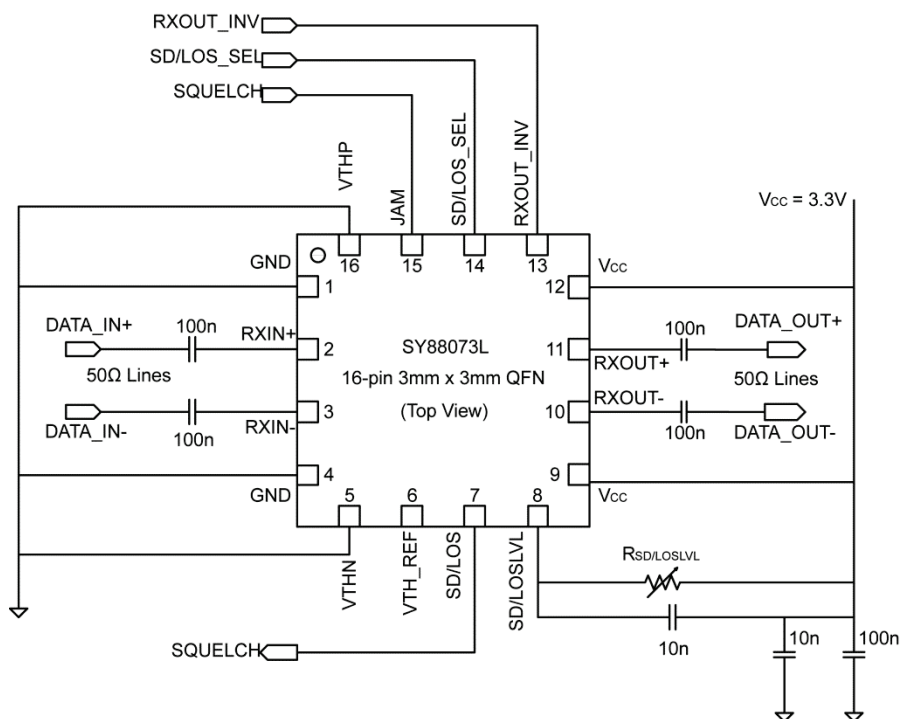 RXOUT_INV
SD/LOS_SEL
SQUELCH
VTHP
JAM
SD/LOS_SEL
RXOUT_INV
Vcc = 3.3V
GND
16
15
14
13
Vcc
1
12
DATA_IN+
100n
RXIN+
2
SY88073L
11
RXOUT+
100n
DATA_OUT+
50Ω Lines
16-pin 3mm x 3mm QFN
50Ω Lines
DATA_IN-
100n
RXIN-
3
(Top View)
10
RXOUT-
100n
DATA_OUT-
4
9
GND
5
6
7
8
Vcc
VTHN
VTH_REF
SD/LOS
SD/LOSLVL
RSD/LOSLVL
10n
10n
100n
SQUELCH